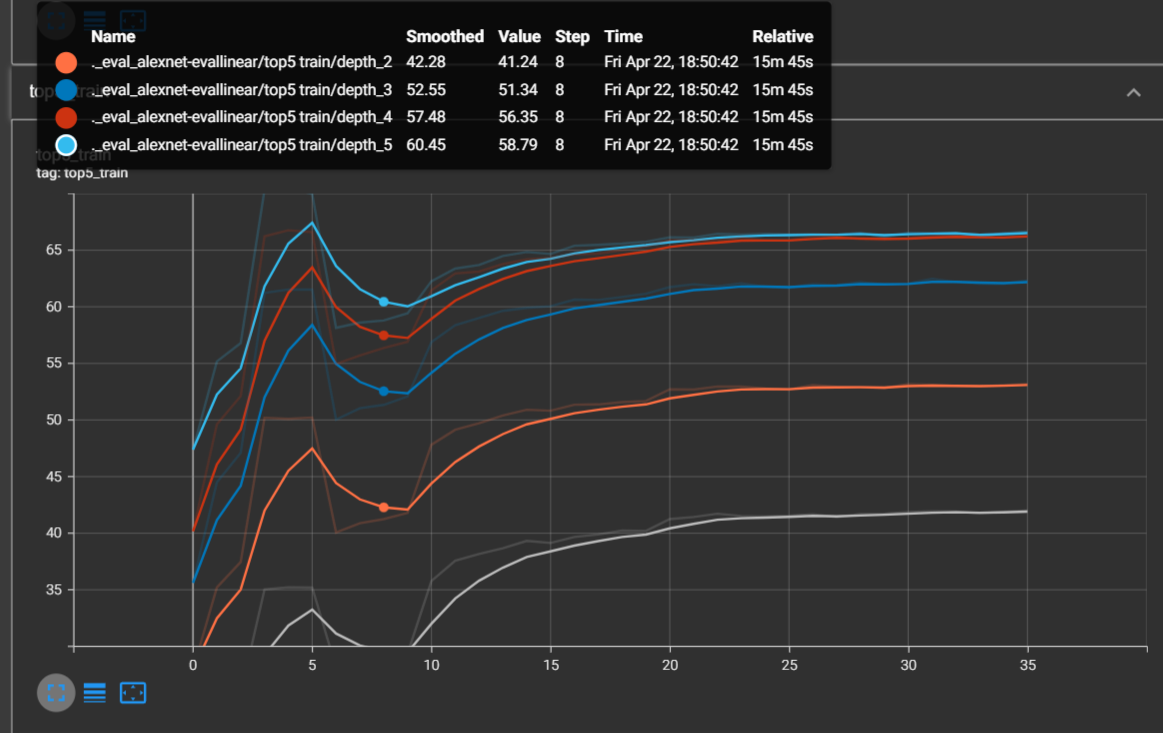 Name Smoothed Value Step Time Relative
._eval_alexnet-evallinear/top5 train/depth_2 42.28 41.24 8 Fri Apr 22, 18:50:42 15m 45s
._eval_alexnet-evallinear/top5 train/depth_3 52.55 51.34 8 Fri Apr 22, 18:50:42 15m 45s
._eval_alexnet-evallinear/top5 train/depth_4 57.48 56.35 8 Fri Apr 22, 18:50:42 15m 45s
._eval_alexnet-evallinear/top5 train/depth_5 60.45 58.79 8 Fri Apr 22, 18:50:42 15m 45s
top5_train
tag: top5_train
65
60
55
50
45
40
35
0 5 10 15 20 25 30 35